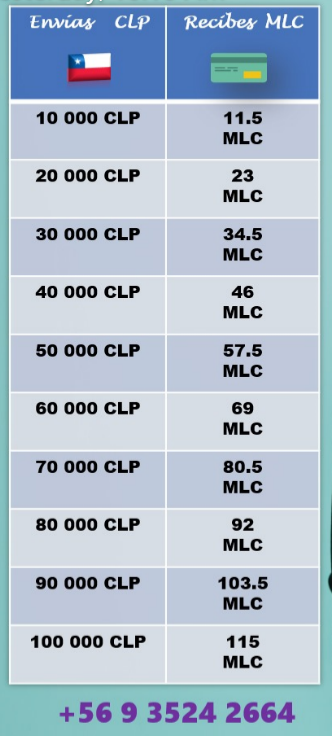 Envías CLP Recibes MLC
10 000 CLP 11.5
MLC
20 000 CLP 23
MLC
30 000 CLP 34.5
MLC
40 000 CLP 46
MLC
50 000 CLP 57.5
MLC
60 000 CLP 69
MLC
70 000 CLP 80.5
MLC
80 000 CLP 92
MLC
90 000 CLP 103.5
MLC
100 000 CLP 115
MLC
+56 9 3524 2664